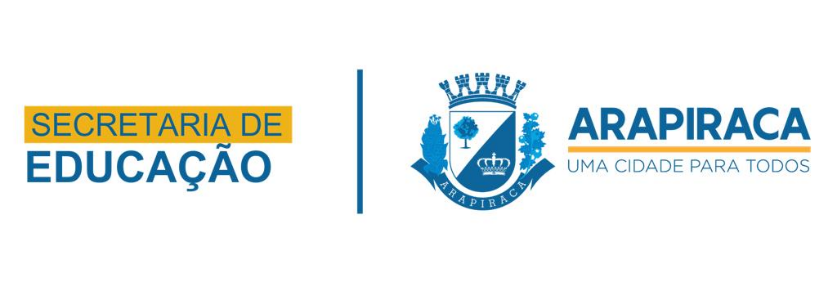 SECRETARIA DE
EDUCAÇÃO
ARAPIRACA
ARAPIRACA
UMA CIDADE PARA TODOS